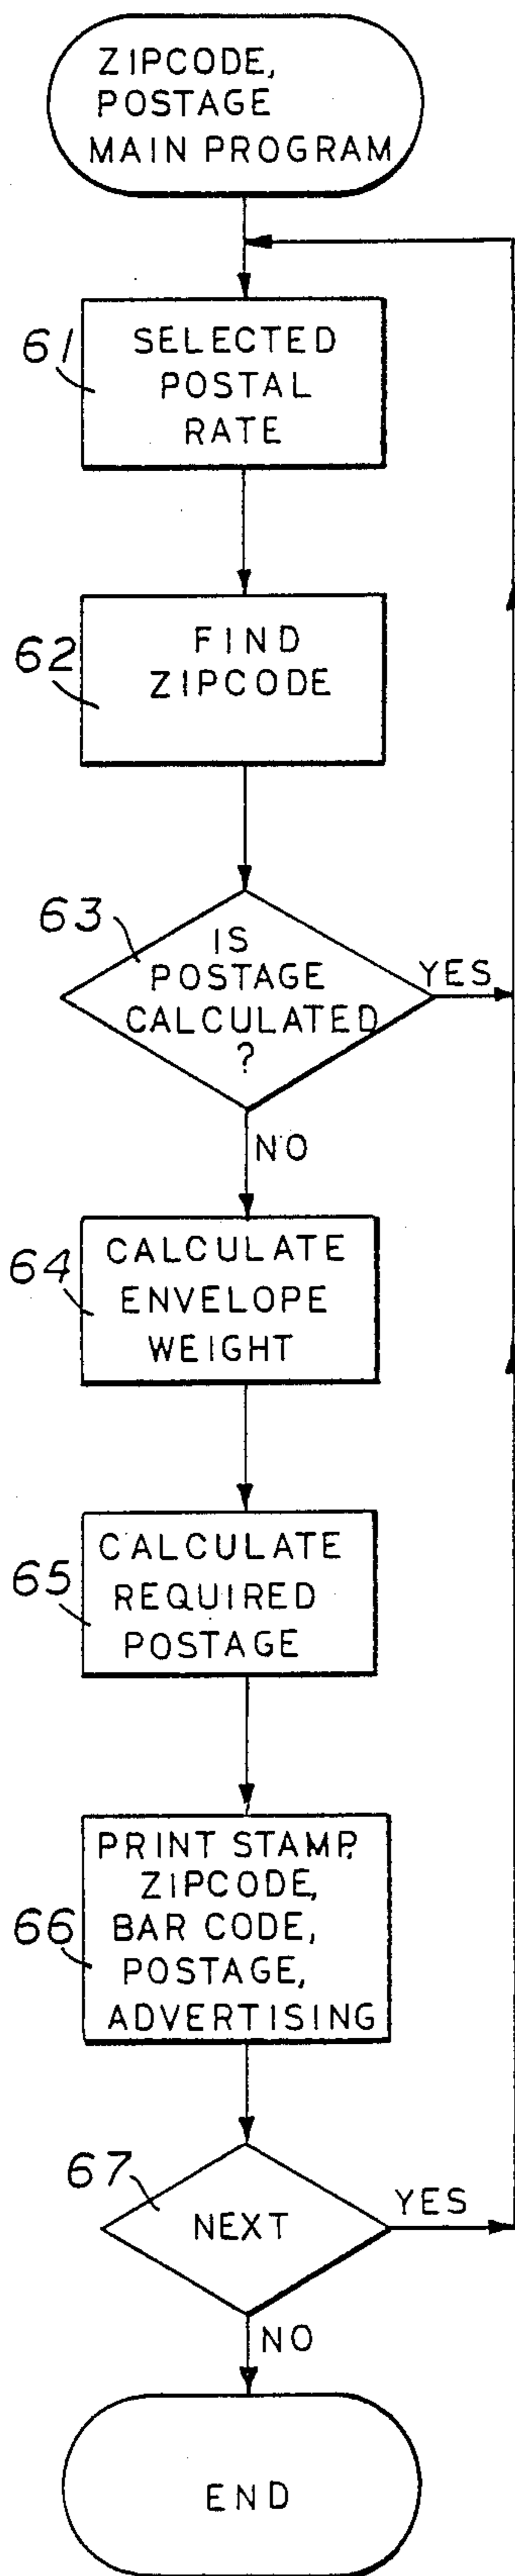 ZIPCODE,
POSTAGE
MAIN PROGRAM
61
SELECTED
POSTAL
RATE
62
FIND
ZIPCODE
63
IS
POSTAGE
CALCULATED
?
YES
NO
64
CALCULATE
ENVELOPE
WEIGHT
65
CALCULATE
REQUIRED
POSTAGE
66
PRINT STAMP,
ZIPCODE,
BAR CODE,
POSTAGE,
ADVERTISING
67
NEXT
YES
NO
END